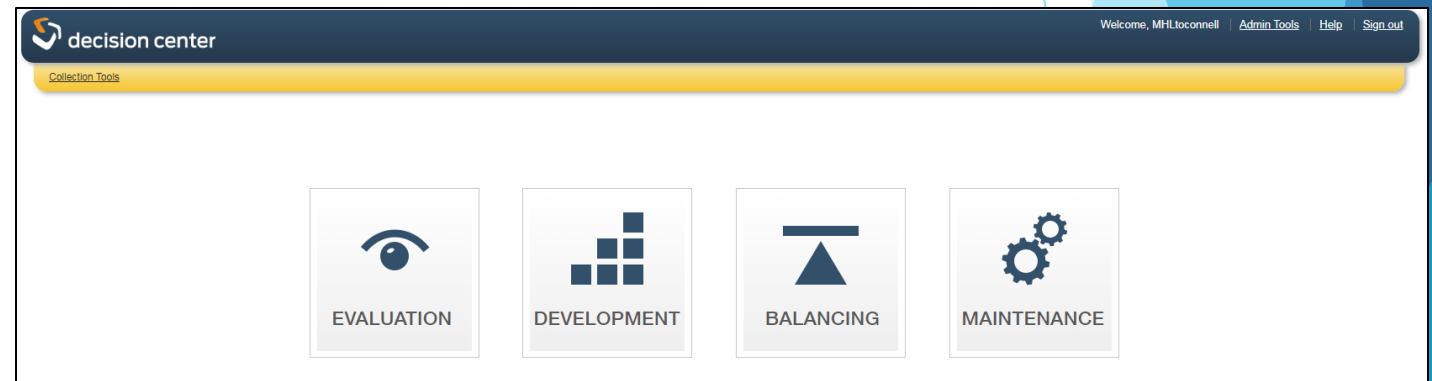 decision center
Welcome, MHLtoconnell | Admin Tools | Help | Sign out
Collection Tools
EVALUATION
DEVELOPMENT
BALANCING
MAINTENANCE